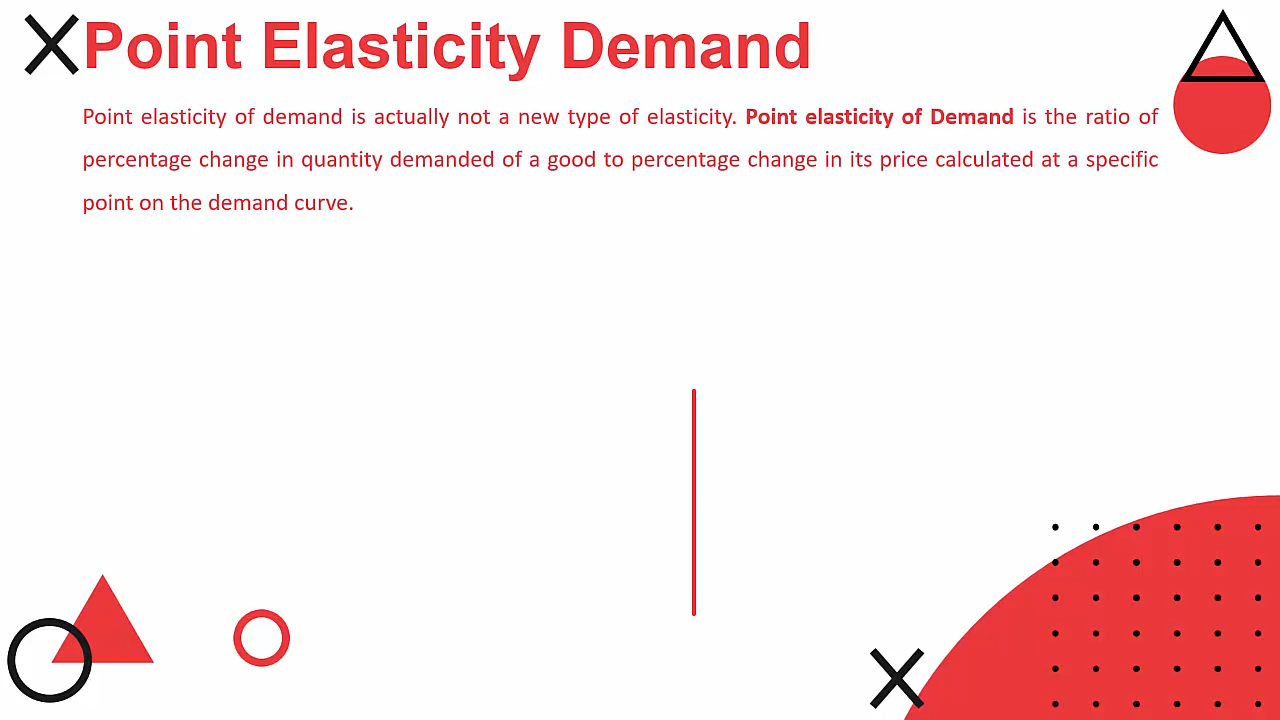 Point Elasticity Demand
Point elasticity of demand is actually not a new type of elasticity. Point elasticity of Demand is the ratio of
percentage change in quantity demanded of a good to percentage change in its price calculated at a specific
point on the demand curve.